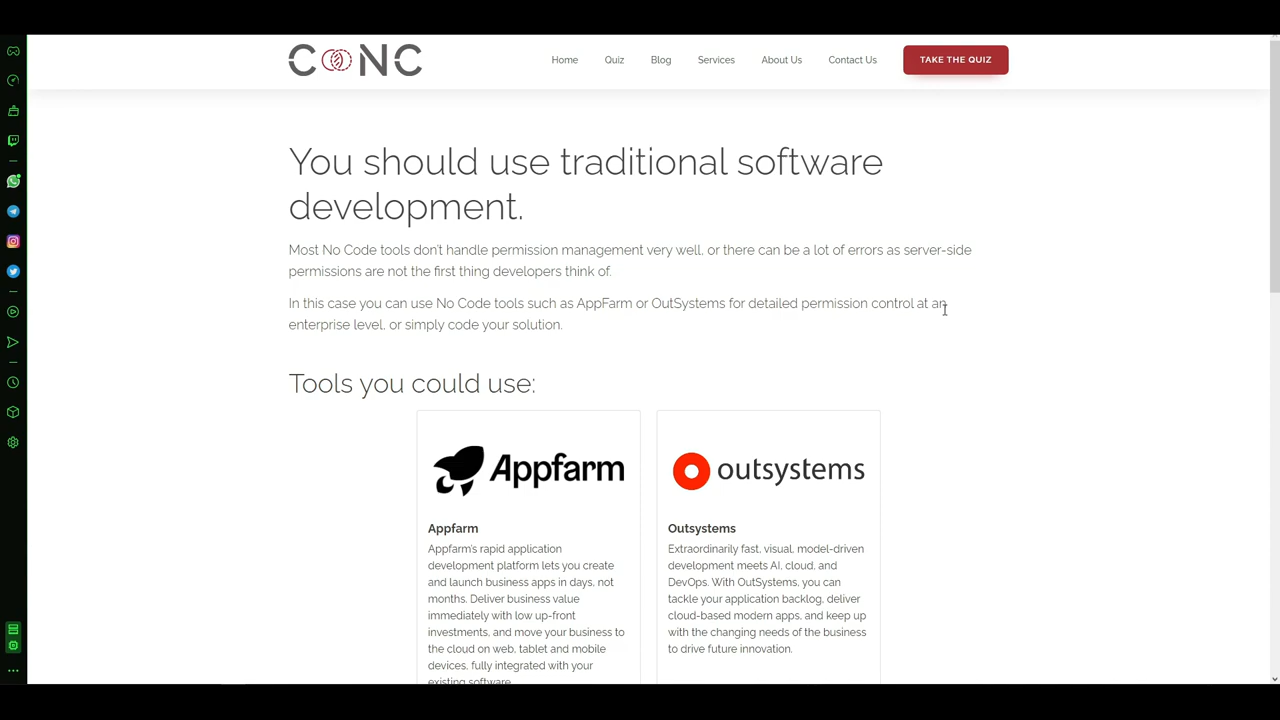 CONC
Home Quiz Blog Services About Us Contact Us TAKE THE QUIZ
You should use traditional software
development.
Most No Code tools don't handle permission management very well, or there can be a lot of errors as server-side
permissions are not the first thing developers think of.
In this case you can use No Code tools such as AppFarm or OutSystems for detailed permission control at an
enterprise level, or simply code your solution.
Tools you could use:
Appfarm
Appfarm
Appfarm's rapid application
development platform lets you create
and launch business apps in days, not
months. Deliver business value
immediately with low up-front
investments, and move your business to
the cloud on web, tablet and mobile
devices, fully integrated with your
existing software.
outsystems
Outsystems
Extraordinarily fast, visual, model-driven
development meets AI, cloud, and
DevOps. With OutSystems, you can
tackle your application backlog, deliver
cloud-based modern apps, and keep up
with the changing needs of the business
to drive future innovation.